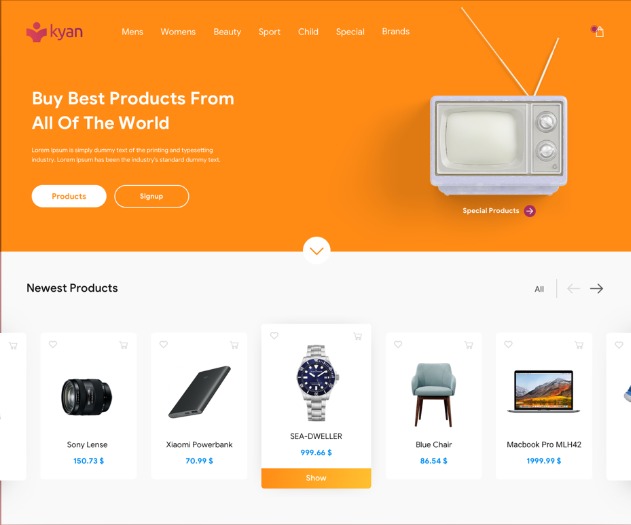 kyan
Mens Womens Beauty Sport Child Special Brands
Buy Best Products From
All Of The World
Lorem Ipsum is simply dummy text of the printing and typesetting
industry. Lorem Ipsum has been the industry's standard dummy text.
Products Signup
Special Products
Newest Products
All
Sony Lense
150.73 $
Xiaomi Powerbank
70.99 $
SEA-DWELLER
999.66 $
Show
Blue Chair
86.54 $
Macbook Pro MLH42
1999.99 $